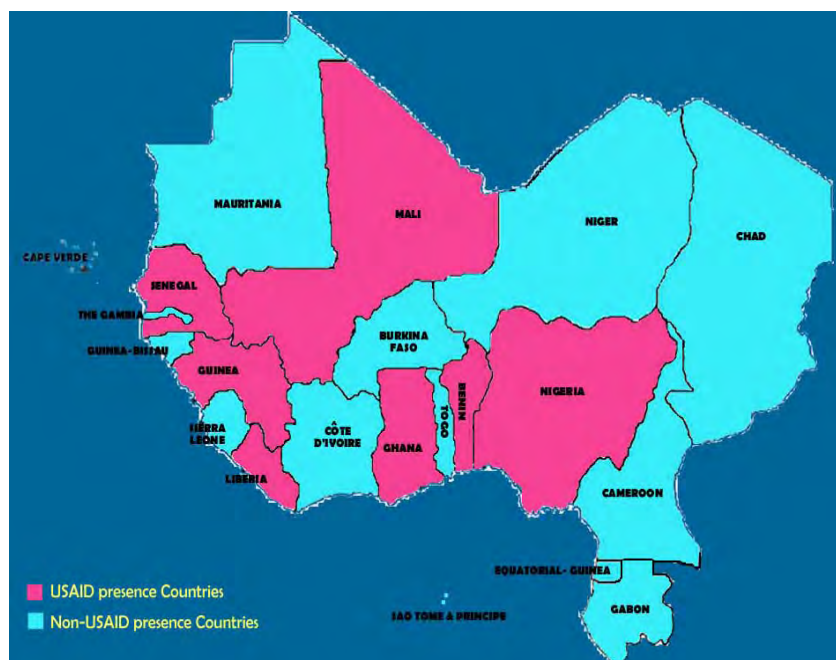 MAURITANIA
MALI
NIGER
CHAD
CAPE VERDE
SENEGAL
THE GAMBIA
GUINEA-BISSAU
BURKINA
FASO
GUINEA
BENIN
NIGERIA
TOGO
SIERRA
LEONE
CÔTE
D'IVOIRE
GHANA
LIBERIA
CAMEROON
EQUATORIAL- GUINEA
GABON
SAO TOME & PRINCIPE
USAID presence Countries
Non-USAID presence Countries